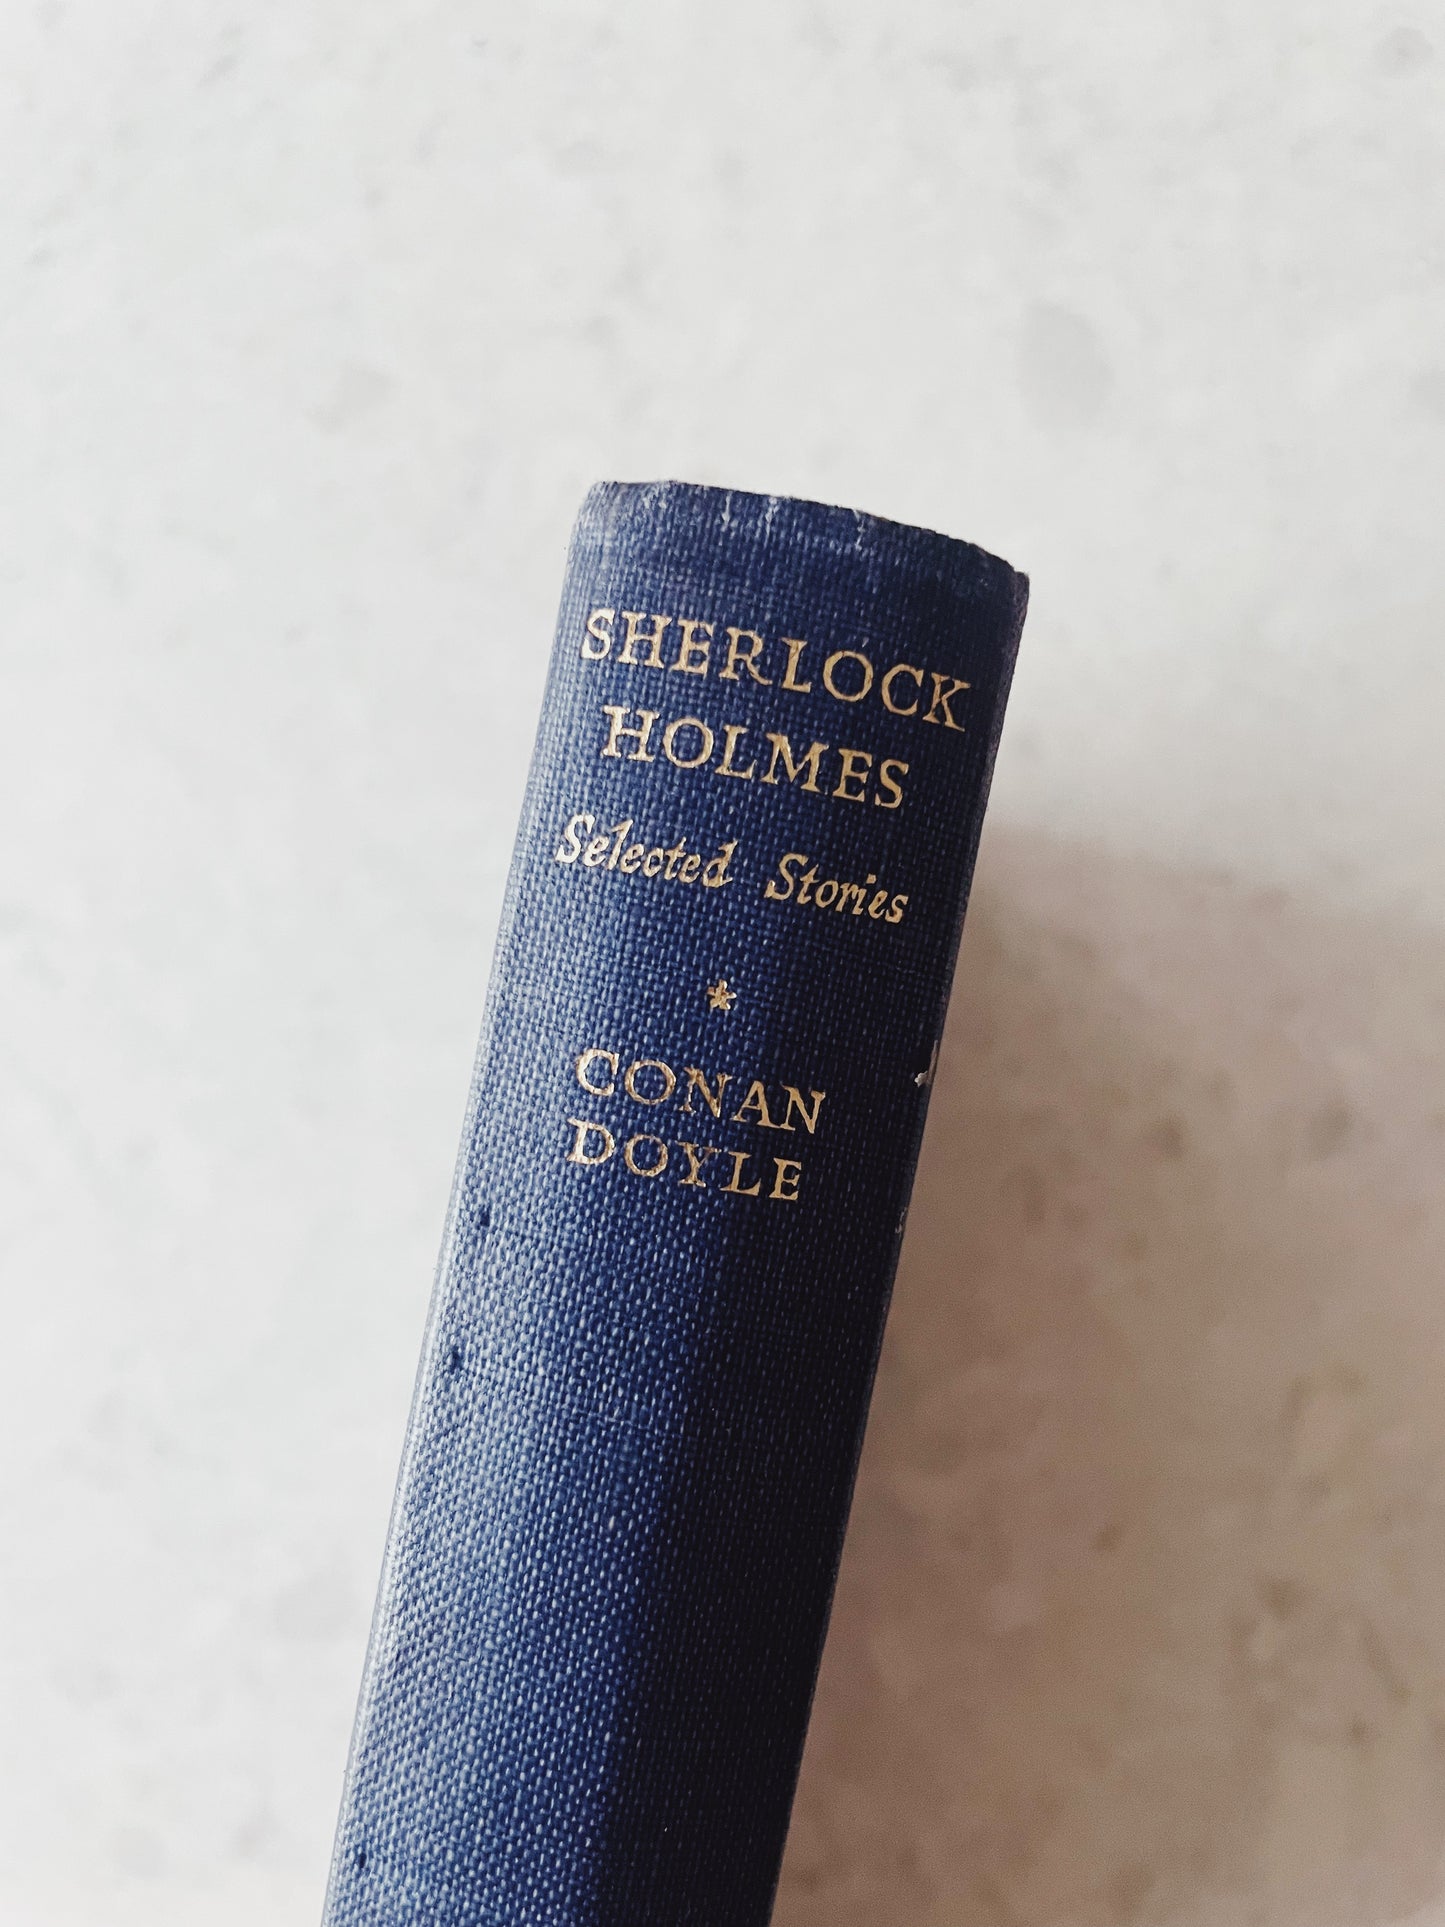 SHERLOCK
HOLMES
Selected Stories
*
CONAN
DOYLE